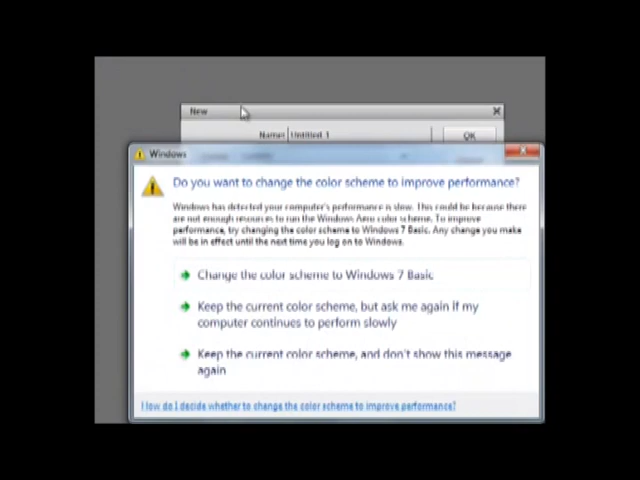 New
Name: Untitled-1
OK
Windows
Do you want to change the color scheme to improve performance?
Windows has detected your computer's performance is slow. This could be because there
are not enough resources to run the Windows Aero color scheme. To improve
performance, try changing the color scheme to Windows 7 Basic. Any change you make
will be in effect until the next time you log on to Windows.
Change the color scheme to Windows 7 Basic
Keep the current color scheme, but ask me again if my
computer continues to perform slowly
Keep the current color scheme, and don't show this message
again
How do I decide whether to change the color scheme to improve performance?